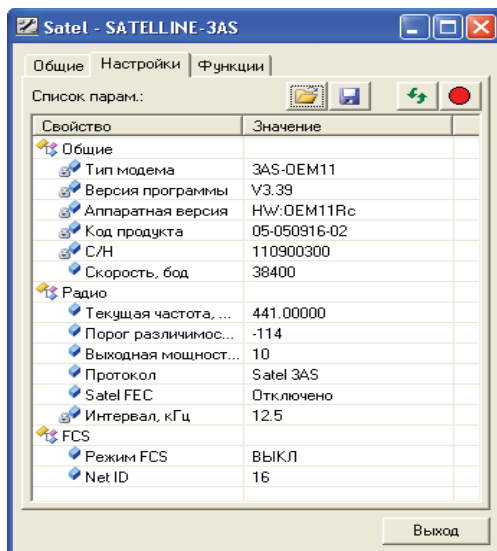 Satel - SATELLINE-3AS
Общие Настройки Функции
Список парам.:
Свойство Значение
Общие
Тип модема 3AS-OEM11
Версия программы V3.39
Аппаратная версия HW:OEM11Rc
Код продукта 05-050916-02
С/Н 110900300
Скорость, бод 38400
Радио
Текущая частота, ... 441.00000
Порог различимос... -114
Выходная мощност... 10
Протокол Satel 3AS
Satel FEC Отключено
Интервал, кГц 12.5
FCS
Режим FCS ВЫКЛ
Net ID 16
Выход